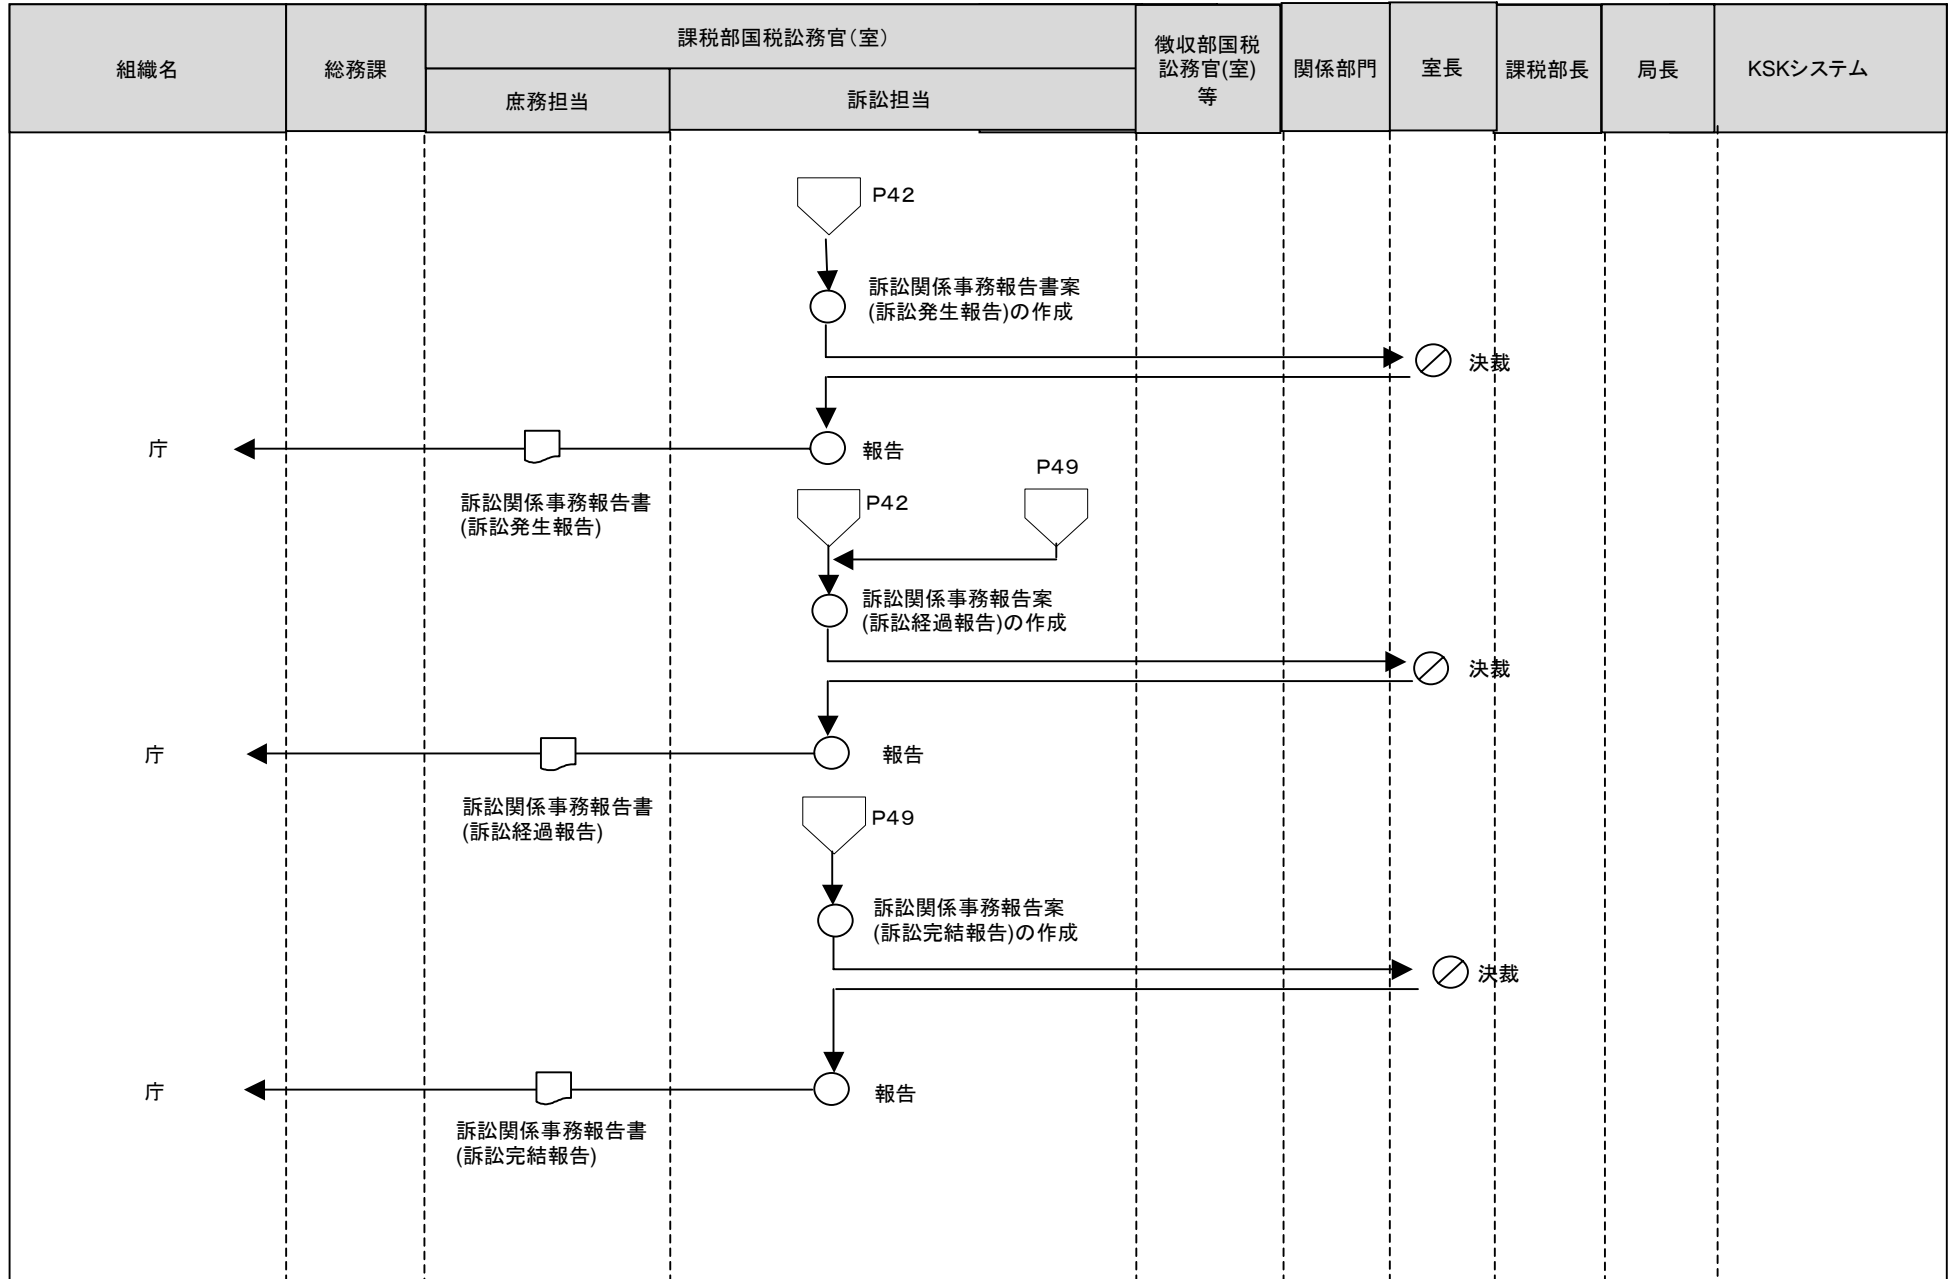 組織名
総務課
課税部国税訟務官(室)
庶務担当
訴訟担当
徴収部国税
訟務官(室)
等
関係部門
室長
課税部長
局長
KSKシステム
P42
訴訟関係事務報告書案
(訴訟発生報告)の作成
決裁
庁
報告
訴訟関係事務報告書
(訴訟発生報告)
P42
P49
訴訟関係事務報告案
(訴訟経過報告)の作成
決裁
庁
報告
訴訟関係事務報告書
(訴訟経過報告)
P49
訴訟関係事務報告案
(訴訟完結報告)の作成
決裁
庁
報告
訴訟関係事務報告書
(訴訟完結報告)